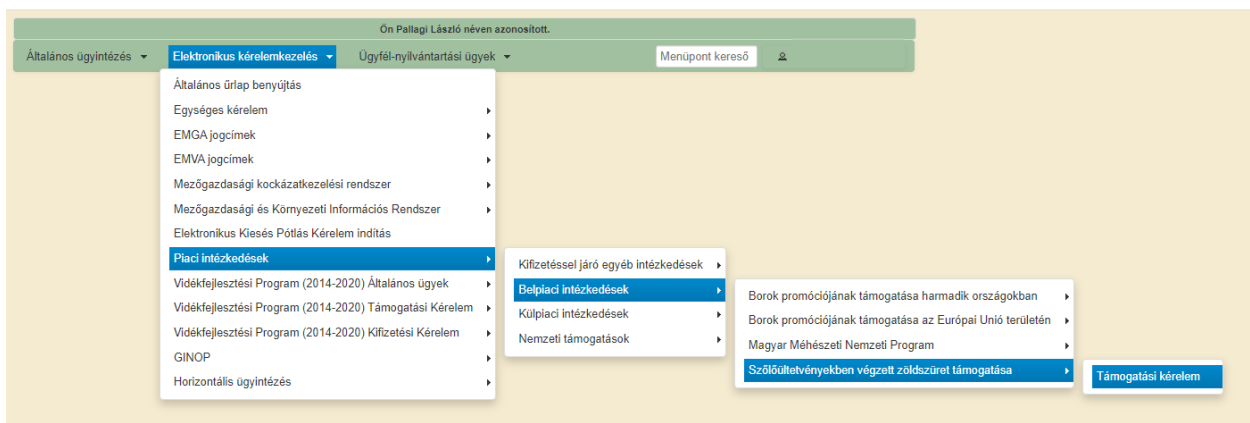 Ön Pallagi László néven azonosított.
Általános ügyintézés Elektronikus kérelemkezelés Ügyfél-nyilvántartási ügyek Menüpont kereső
Általános űrlap benyújtás
Egységes kérelem
EMGA jogcímek
EMVA jogcímek
Mezőgazdasági kockázatkezelési rendszer
Mezőgazdasági és Környezeti Információs Rendszer
Elektronikus Kiesés Pótlás Kérelem indítás
Piaci intézkedések
Vidékfejlesztési Program (2014-2020) Általános ügyek
Vidékfejlesztési Program (2014-2020) Támogatási Kérelem
Vidékfejlesztési Program (2014-2020) Kifizetési Kérelem
GINOP
Horizontális ügyintézés
Kifizetéssel járó egyéb intézkedések
Belpiaci intézkedések
Külpiaci intézkedések
Nemzeti támogatások
Borok promóciójának támogatása harmadik országokban
Borok promóciójának támogatása az Európai Unió területén
Magyar Méhészeti Nemzeti Program
Szőlőültetvényekben végzett zöldszüret támogatása
Támogatási kérelem